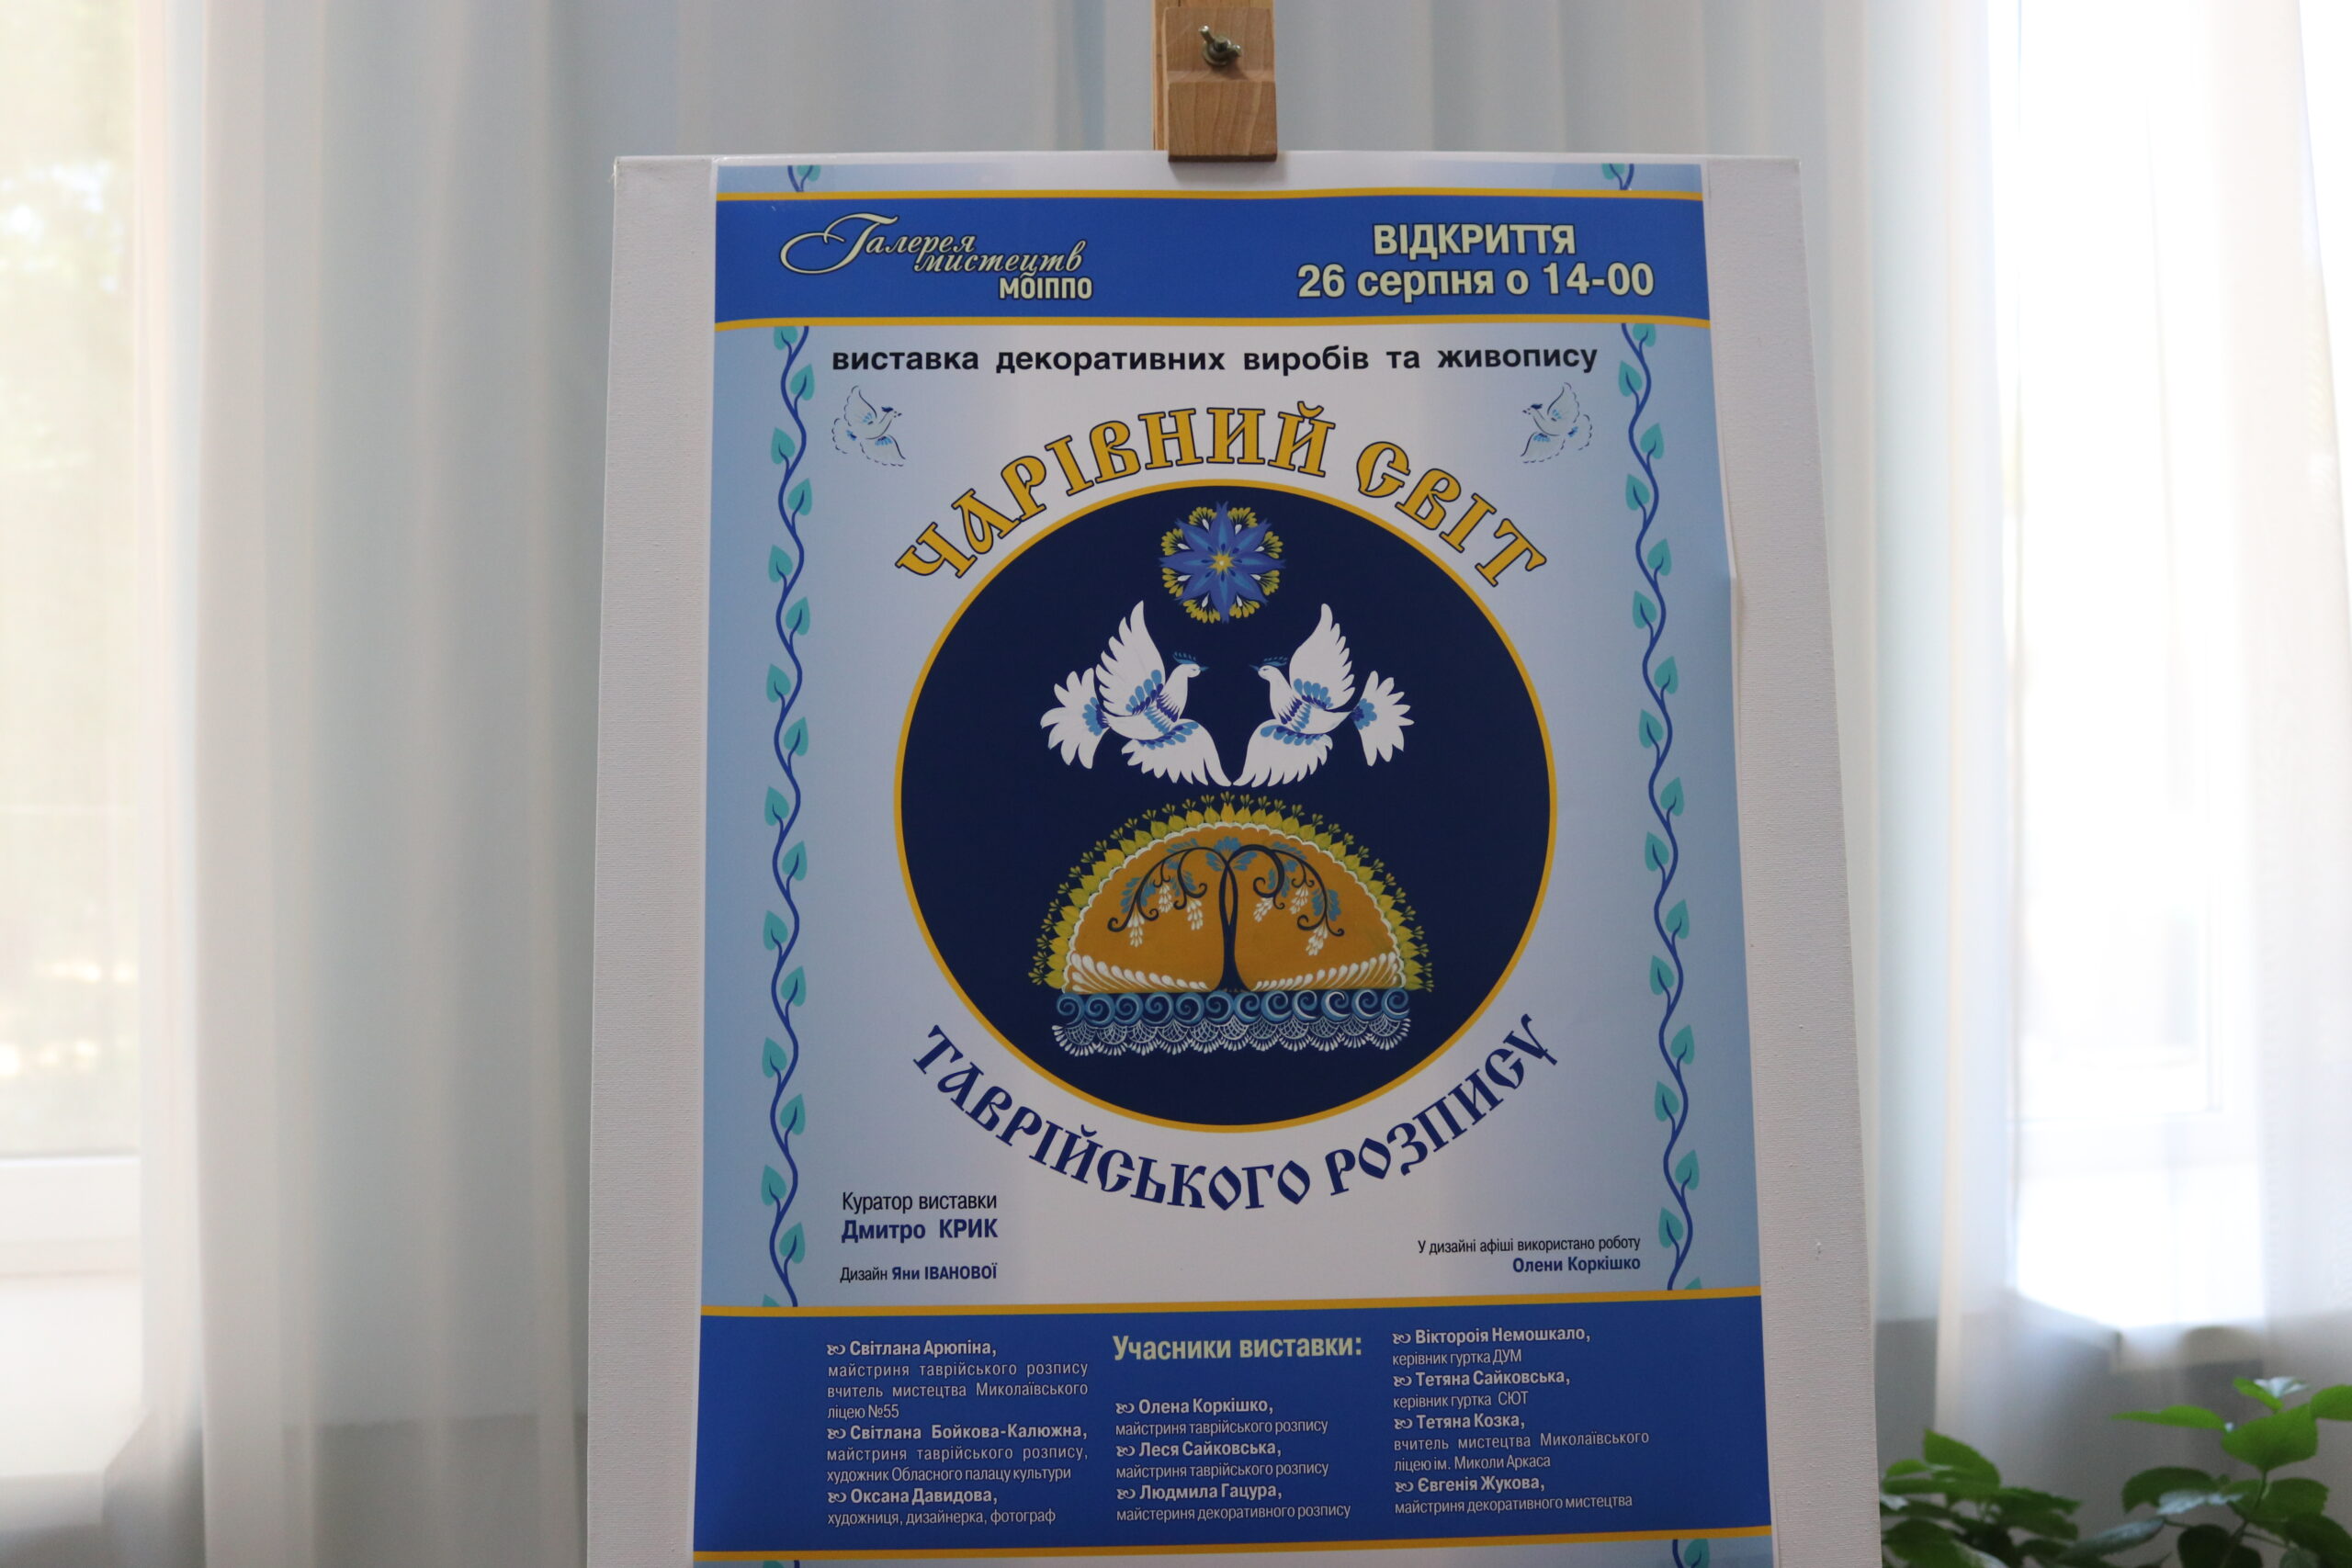 Галерея
мистецтв
МОІППО
ВІДКРИТТЯ
26 серпня о 14-00
виставка декоративних виробів та живопису
ЧАРІВНИЙ СВІТ
ТАВРІЙСЬКОГО РОЗПИСУ
Куратор виставки
Дмитро КРИК
Дизайн Яни ІВАНОВОЇ
У дизайні афіші використано роботу
Олени Коркішко
Світлана Арюпіна,
майстриня таврійського розпису
вчитель мистецтва Миколаївського
ліцею №55
Світлана Бойкова-Калюжна,
майстриня таврійського розпису,
художник Обласного палацу культури
Оксана Давидова,
художниця, дизайнерка, фотограф
Учасники виставки:
Олена Коркішко,
майстриня таврійського розпису
Леся Сайковська,
майстриня таврійського розпису
Людмила Гацура,
майстериня декоративного розпису
Віктороія Немошкало,
керівник гуртка ДУМ
Тетяна Сайковська,
керівник гуртка СЮТ
Тетяна Козка,
вчитель мистецтва Миколаївського
ліцею ім. Миколи Аркаса
Євгенія Жукова,
майстриня декоративного мистецтва